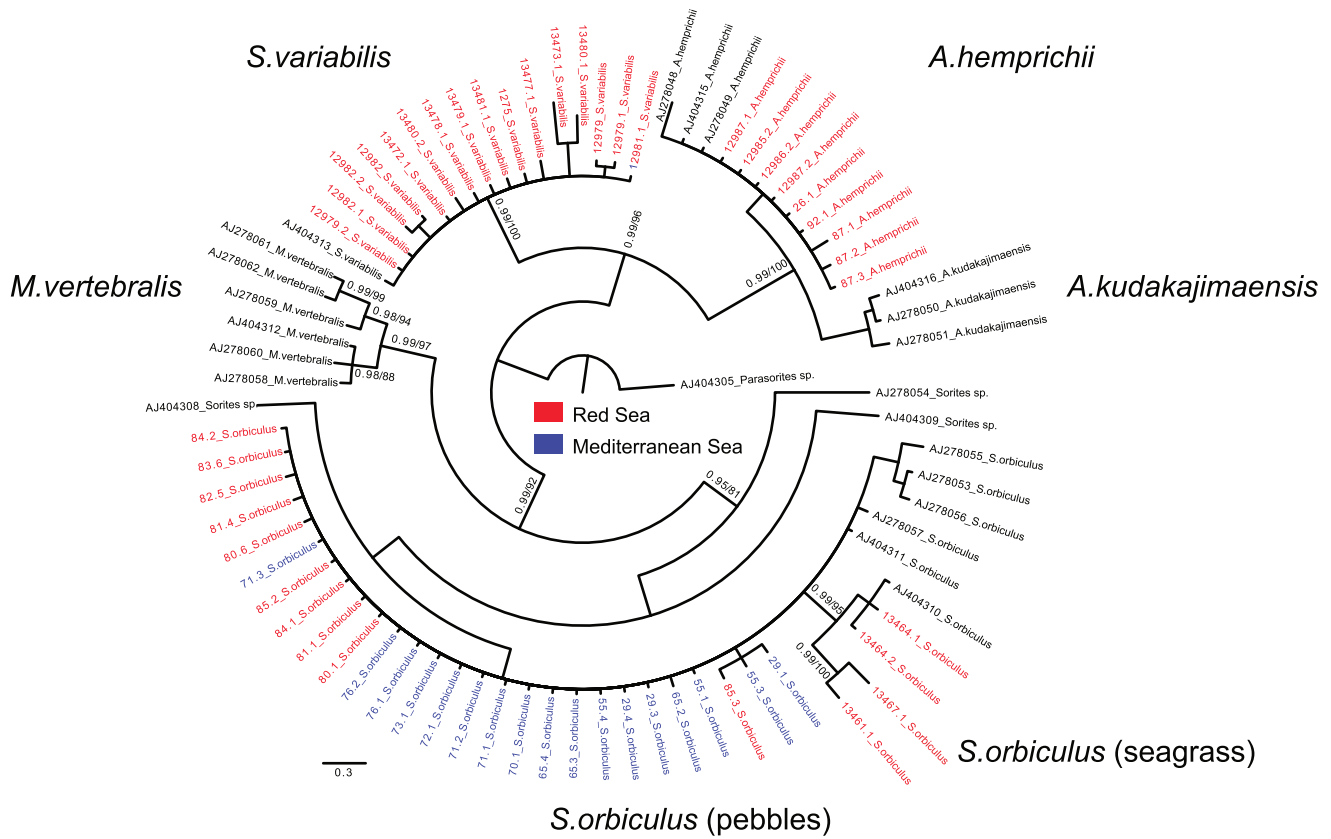 S.variabilis
A.hemprichii
M.vertebralis
A.kudakajimaensis
S.orbiculus (seagrass)
S.orbiculus (pebbles)
Red Sea
Mediterranean Sea
0.3
AJ404305_Parasorites sp.
AJ278054_Sorites sp.
AJ404309_Sorites sp.
AJ278055_S.orbiculus
AJ278053_S.orbiculus
AJ278056_S.orbiculus
AJ278057_S.orbiculus
AJ404311_S.orbiculus
AJ404310_S.orbiculus
13464.1_S.orbiculus
13464.2_S.orbiculus
13467.1_S.orbiculus
13461.1_S.orbiculus
29.1_S.orbiculus
55.3_S.orbiculus
85.3_S.orbiculus
55.1_S.orbiculus
65.2_S.orbiculus
29.3_S.orbiculus
29.4_S.orbiculus
55.4_S.orbiculus
65.3_S.orbiculus
65.4_S.orbiculus
70.1_S.orbiculus
71.1_S.orbiculus
71.2_S.orbiculus
72.1_S.orbiculus
73.1_S.orbiculus
76.1_S.orbiculus
76.2_S.orbiculus
80.1_S.orbiculus
81.1_S.orbiculus
84.1_S.orbiculus
85.2_S.orbiculus
71.3_S.orbiculus
80.6_S.orbiculus
81.4_S.orbiculus
82.5_S.orbiculus
83.6_S.orbiculus
84.2_S.orbiculus
AJ404308_Sorites sp.
AJ278058_M.vertebralis
AJ278060_M.vertebralis
AJ404312_M.vertebralis
AJ278059_M.vertebralis
AJ278062_M.vertebralis
AJ278061_M.vertebralis
AJ404313_S.variabilis
12979.2_S.variabilis
12982.1_S.variabilis
12982.2_S.variabilis
12982_S.variabilis
13472.1_S.variabilis
13480.2_S.variabilis
13478.1_S.variabilis
13479.1_S.variabilis
13481.1_S.variabilis
1275_S.variabilis
13477.1_S.variabilis
13473.1_S.variabilis
13480.1_S.variabilis
12979_S.variabilis
12979.1_S.variabilis
12981.1_S.variabilis
AJ278048_A.hemprichii
AJ404315_A.hemprichii
AJ278049_A.hemprichii
12987.1_A.hemprichii
12985.2_A.hemprichii
12986.2_A.hemprichii
12987.2_A.hemprichii
26.1_A.hemprichii
92.1_A.hemprichii
87.1_A.hemprichii
87.2_A.hemprichii
87.3_A.hemprichii
AJ404316_A.kudakajimaensis
AJ278050_A.kudakajimaensis
AJ278051_A.kudakajimaensis
0.99/100
0.99/96
0.99/100
0.99/99
0.98/94
0.99/97
0.98/88
0.99/92
0.95/81
0.99/95
0.99/100